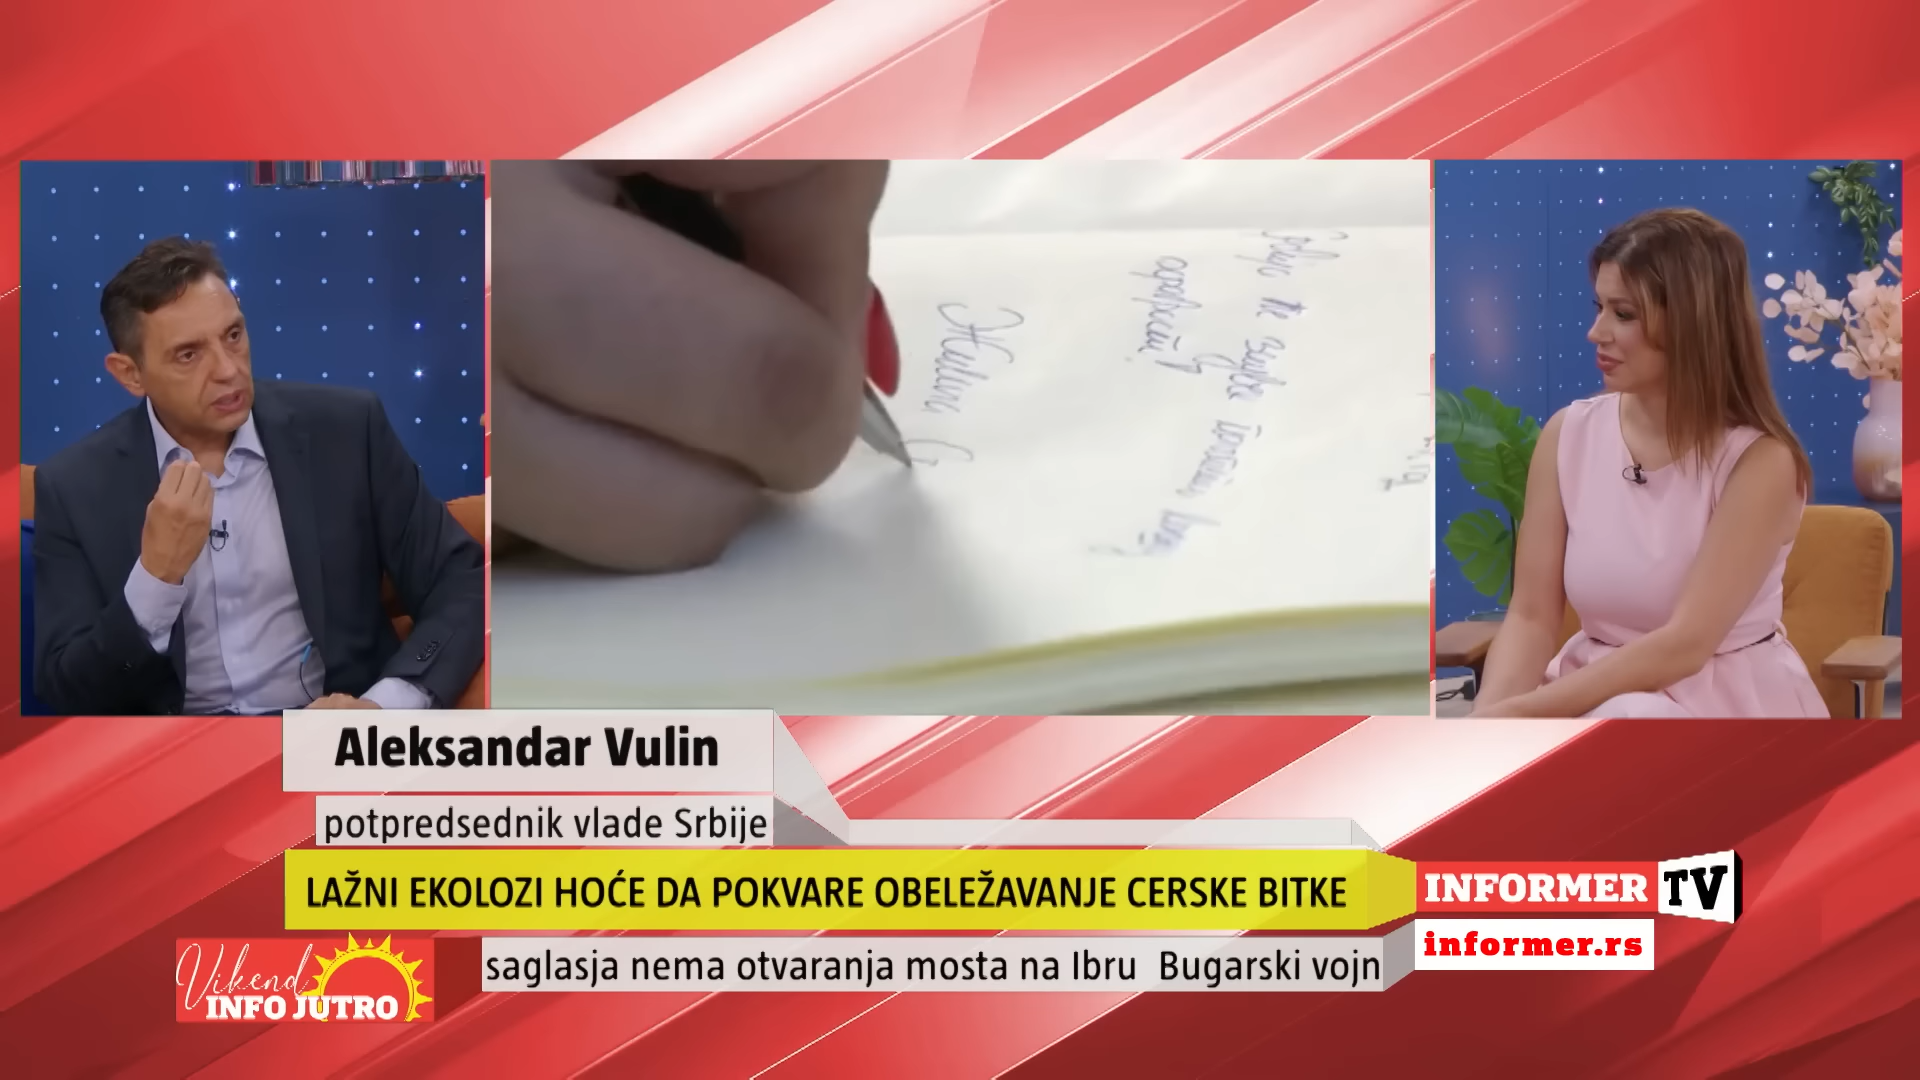 Aleksandar Vulin
potpredsednik vlade Srbije
LAŽNI EKOLOZI HOĆE DA POKVARE OBELEŽAVANJE CERSKE BITKE
INFORMER TV
informer.rs
saglasja nema otvaranja mosta na Ibru Bugarski vojn
Vikend
INFO JUTRO